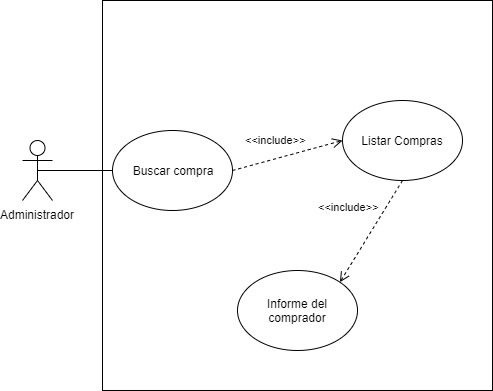 <<include>>
Listar Compras
Buscar compra
<<include>>
Administrador
Informe del
comprador